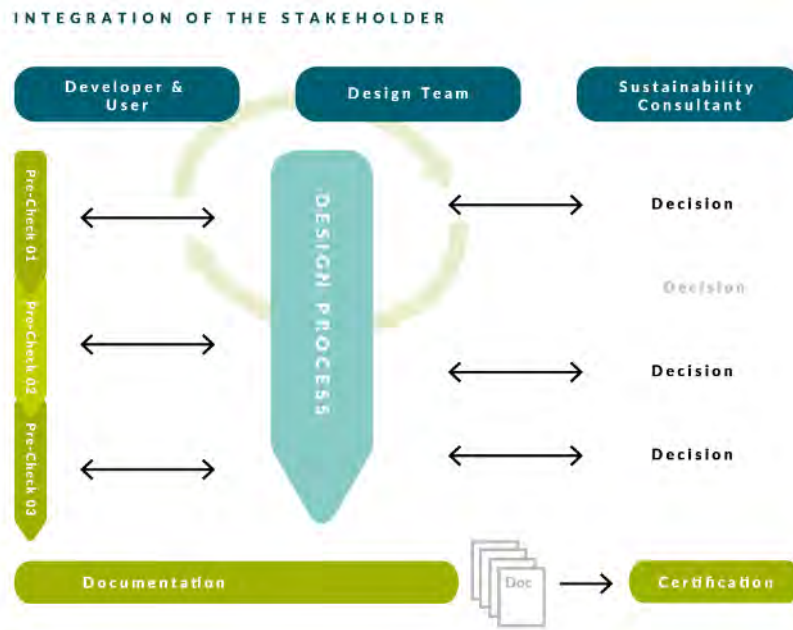 INTEGRATION OF THE STAKEHOLDER
Developer &
User
Design Team
Sustainability
Consultant
Pre-Check 01
Pre-Check 02
Pre-Check 03
DESIGN PROCESS
Decision
Decision
Decision
Decision
Documentation
Doc
Certification